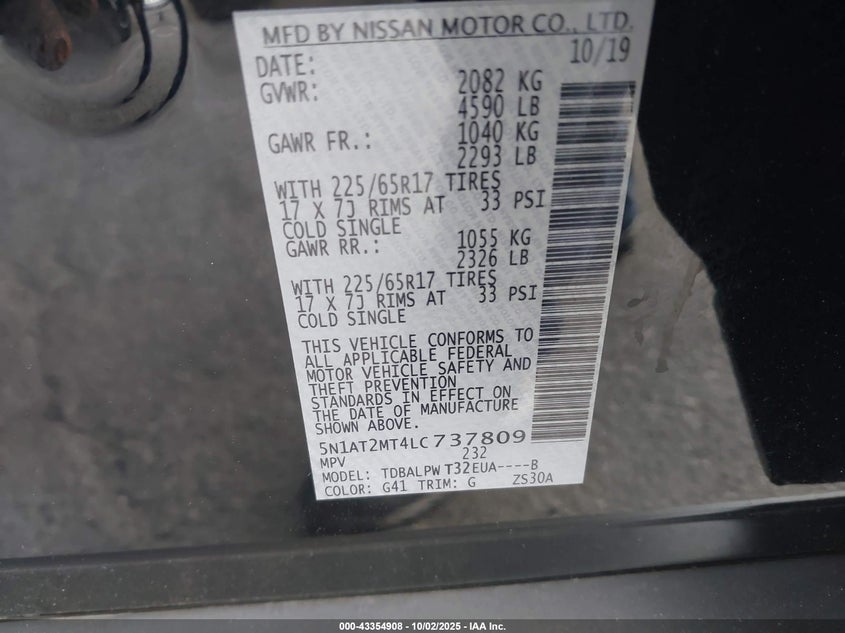 MFD BY NISSAN MOTOR CO., LTD.
DATE: 10/19
GVWR: 2082 KG
4590 LB
GAWR FR.: 1040 KG
2293 LB
WITH 225/65R17 TIRES
17 X 7J RIMS AT 33 PSI
COLD SINGLE
GAWR RR.: 1055 KG
2326 LB
WITH 225/65R17 TIRES
17 X 7J RIMS AT 33 PSI
COLD SINGLE
THIS VEHICLE CONFORMS TO
ALL APPLICABLE FEDERAL
MOTOR VEHICLE SAFETY AND
THEFT PREVENTION
STANDARDS IN EFFECT ON
THE DATE OF MANUFACTURE
SHOWN ABOVE.
5N1AT2MT4LC737809
MPV 232
MODEL: TDBALPW T32EUA----B
COLOR: G41 TRIM: G ZS30A
000-43354908 - 10/02/2025 - IAA Inc.